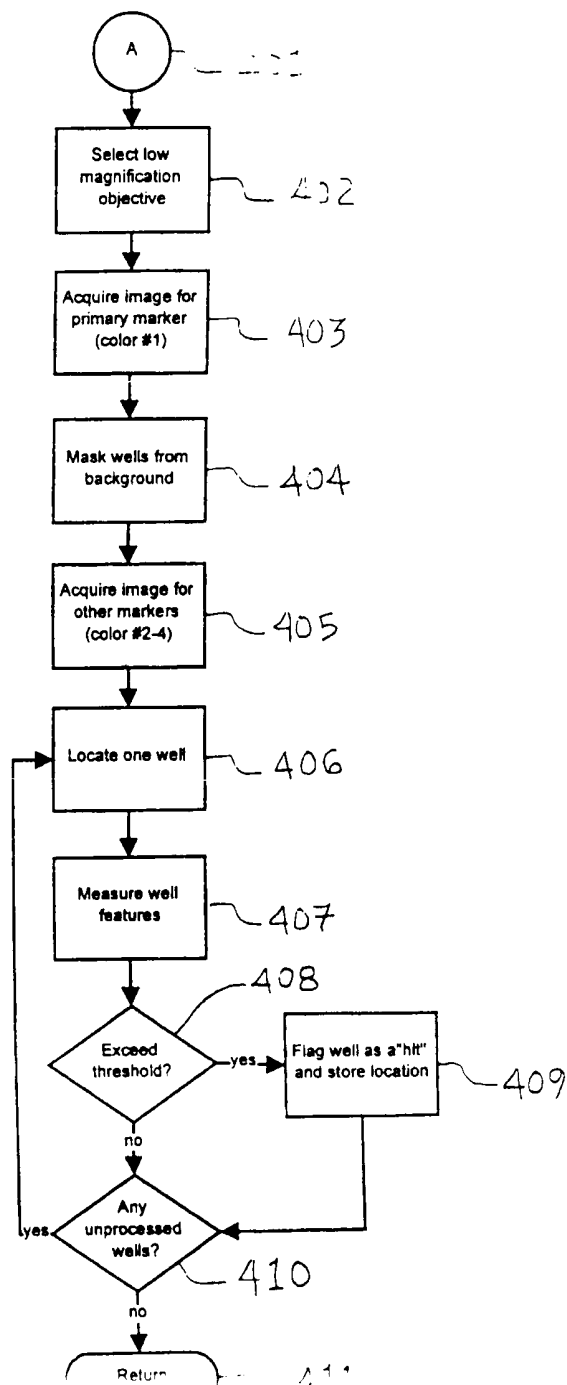 A
Select low
magnification
objective
402
Acquire image for
primary marker
(color #1)
403
Mask wells from
background
404
Acquire image for
other markers
(color #2-4)
405
Locate one well
406
Measure well
features
407
408
Exceed
threshold?
yes
Flag well as a"hit"
and store location
409
no
Any
unprocessed
wells?
yes
410
no
Return